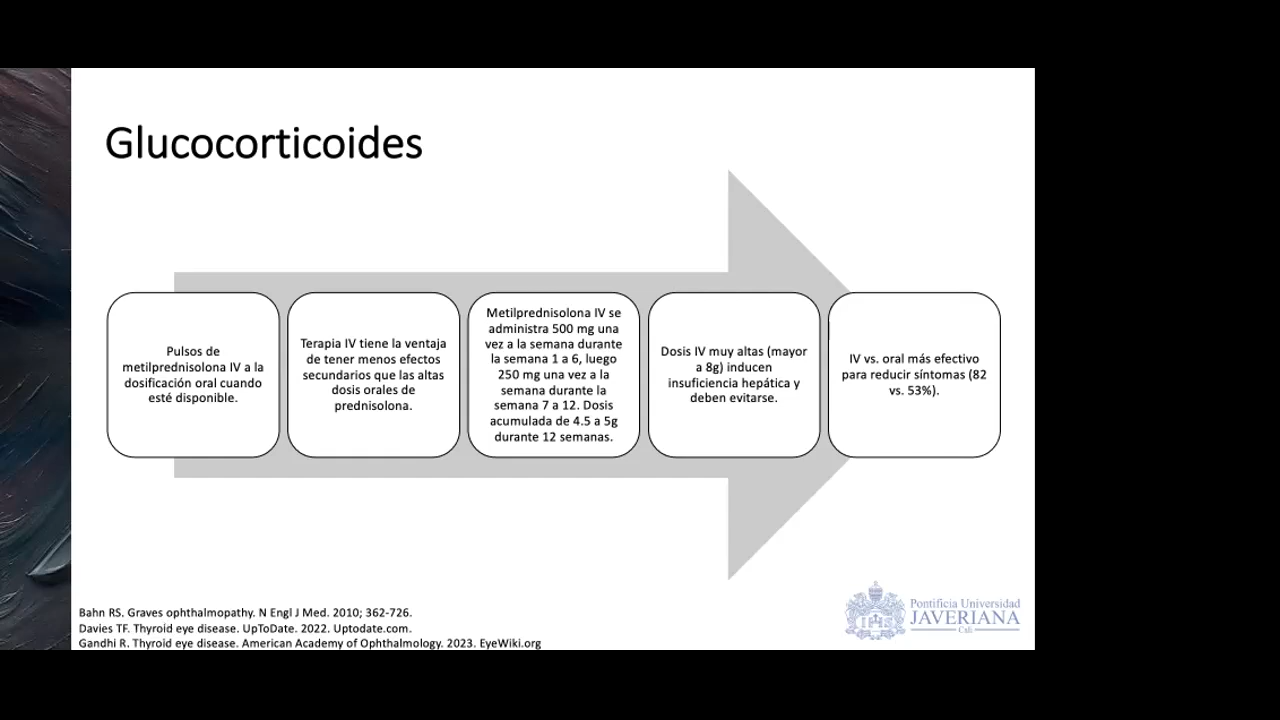 Glucocorticoides
Pulsos de
metilprednisolona IV a la
dosificación oral cuando
esté disponible.
Terapia IV tiene la ventaja
de tener menos efectos
secundarios que las altas
dosis orales de
prednisolona.
Metilprednisolona IV se
administra 500 mg una
vez a la semana durante
la semana 1 a 6, luego
250 mg una vez a la
semana durante la
semana 7 a 12. Dosis
acumulada de 4.5 a 5g
durante 12 semanas.
Dosis IV muy altas (mayor
a 8g) inducen
insuficiencia hepática y
deben evitarse.
IV vs. oral más efectivo
para reducir síntomas (82
vs. 53%).
Bahn RS. Graves ophthalmopathy. N Engl J Med. 2010; 362-726.
Davies TF. Thyroid eye disease. UpToDate. 2022. Uptodate.com.
Gandhi R. Thyroid eye disease. American Academy of Ophthalmology. 2023. EyeWiki.org
IHS
Pontificia Universidad
JAVERIANA
Cali